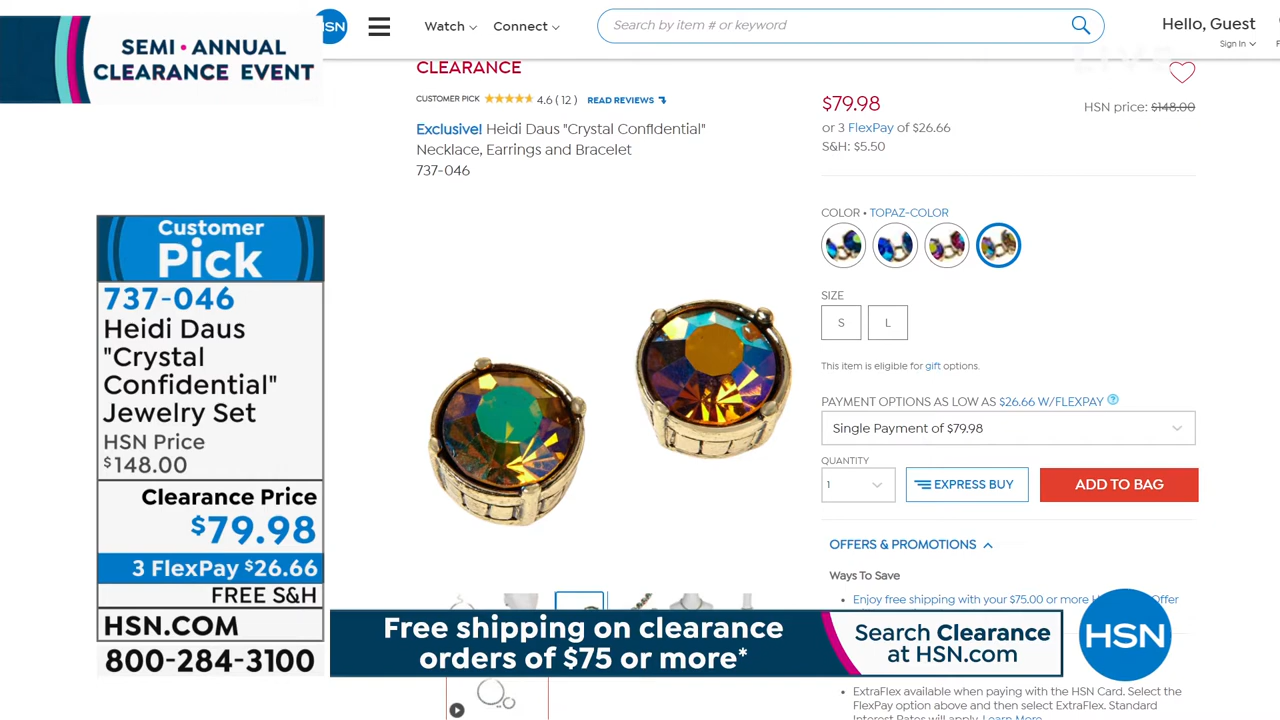 SEMI • ANNUAL
CLEARANCE EVENT
HSN
Watch
Connect
Search by item # or keyword
Hello, Guest
Sign In
CLEARANCE
CUSTOMER PICK 4.6 (12) READ REVIEWS
Exclusive! Heidi Daus "Crystal Confidential"
Necklace, Earrings and Bracelet
737-046
$79.98
HSN price: $148.00
or 3 FlexPay of $26.66
S&H: $5.50
COLOR • TOPAZ-COLOR
SIZE
S
L
This item is eligible for gift options.
PAYMENT OPTIONS AS LOW AS $26.66 W/FLEXPAY ?
Single Payment of $79.98
QUANTITY
1
EXPRESS BUY
ADD TO BAG
OFFERS & PROMOTIONS
Ways To Save
• Enjoy free shipping with your $75.00 or more
• ExtraFlex available when paying with the HSN Card. Select the
FlexPay option above and then select ExtraFlex. Standard
Interest Rates will apply. Learn More
Customer
Pick
737-046
Heidi Daus
"Crystal
Confidential"
Jewelry Set
HSN Price
$148.00
Clearance Price
$79.98
3 FlexPay $26.66
FREE S&H
HSN.COM
800-284-3100
Free shipping on clearance
orders of $75 or more*
Search Clearance
at HSN.com
HSN